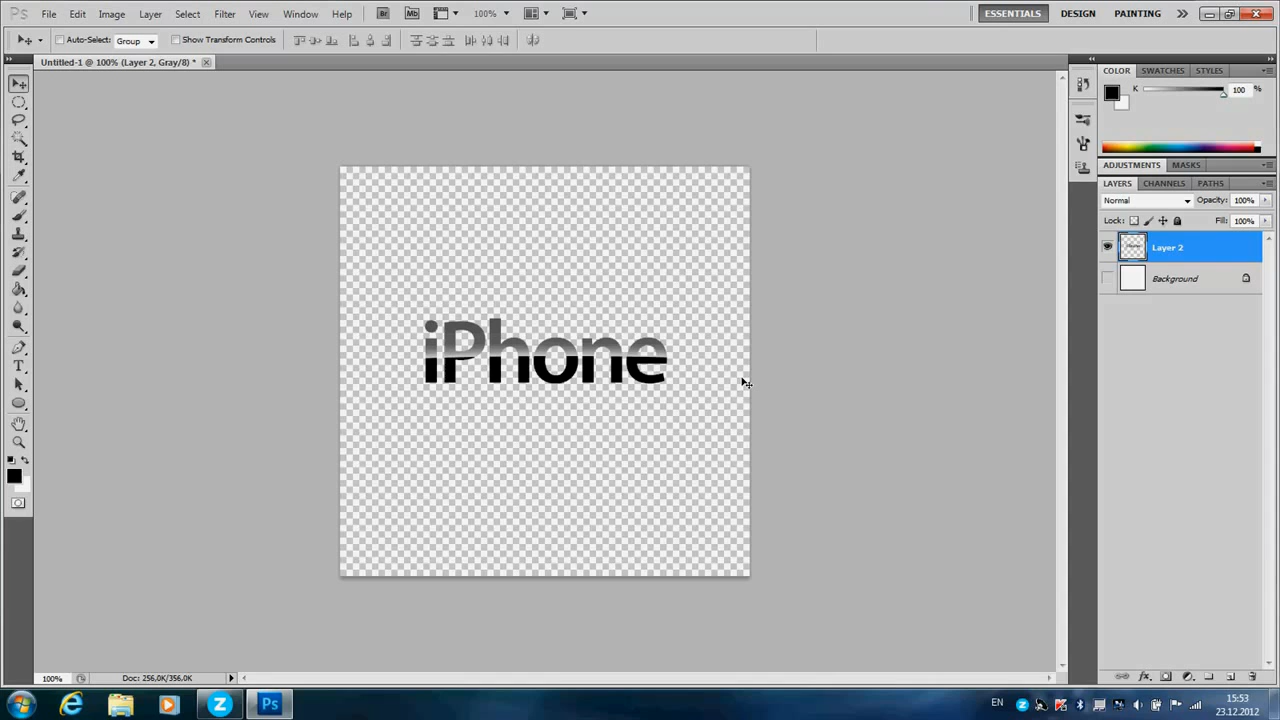 Ps File Edit Image Layer Select Filter View Window Help Br Mb 100% ESSENTIALS DESIGN PAINTING
Auto-Select: Group Show Transform Controls
Untitled-1 @ 100% (Layer 2, Gray/8) *
COLOR SWATCHES STYLES
K 100 %
ADJUSTMENTS MASKS
LAYERS CHANNELS PATHS
Normal Opacity: 100%
Lock: Fill: 100%
Layer 2
Background
iPhone
T
100% Doc: 256,0K/356,0K
Z Ps EN 15:53
23.12.2012